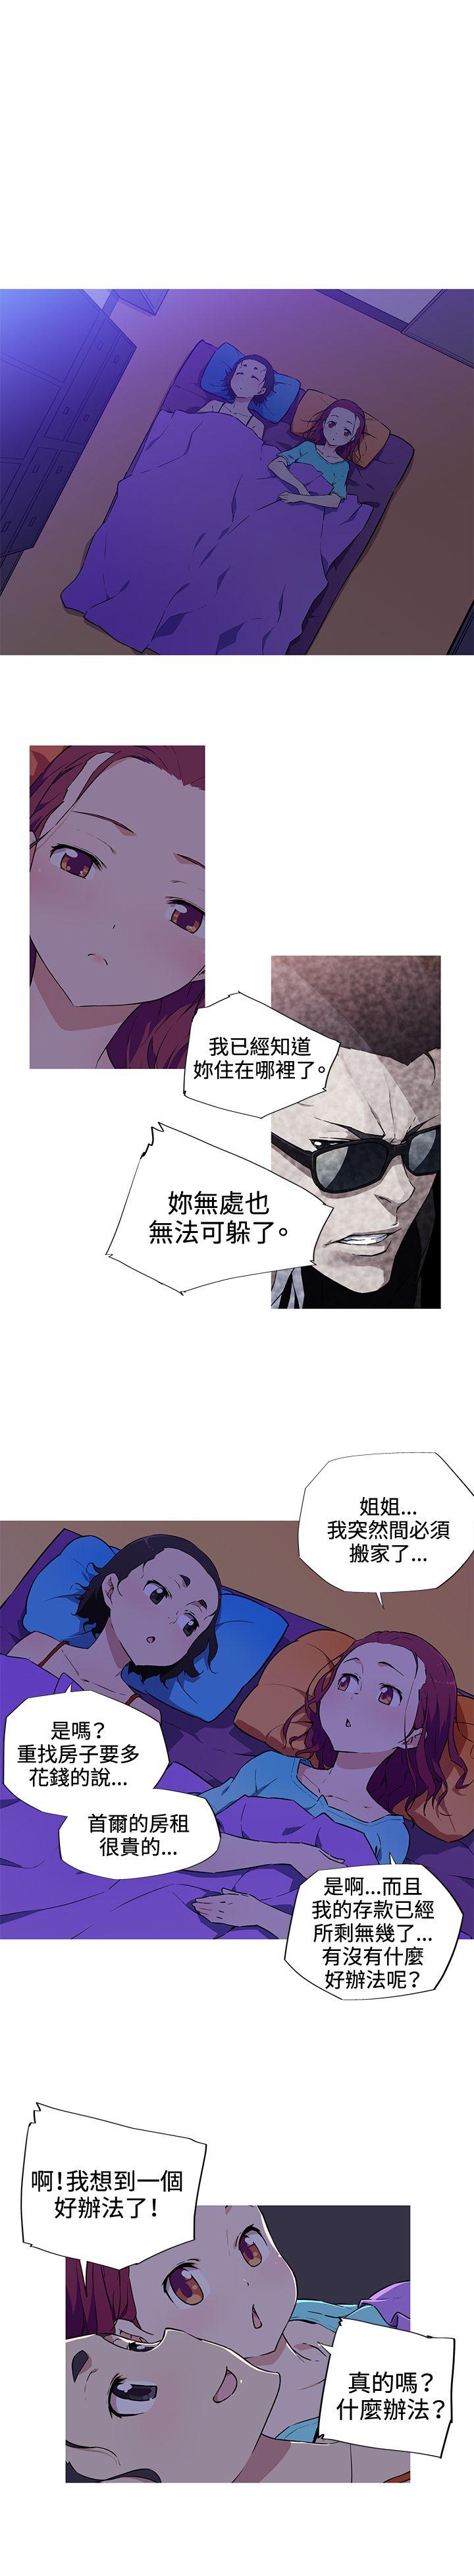 我已經知道
妳住在哪裡了。
妳無處也
無法可躲了。
姐姐...
我突然間必須
搬家了...
是嗎？
重找房子要多
花錢的說...
首爾的房租
很貴的...
是啊...而且
我的存款已經
所剩無幾了...
有沒有什麼
好辦法呢？
啊！我想到一個
好辦法了！
真的嗎？
什麼辦法？